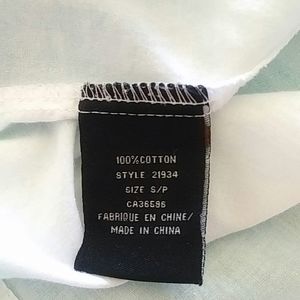 100%COTTON
STYLE 21934
SIZE S/P
CA36596
FABRIQUE EN CHINE/
MADE IN CHINA